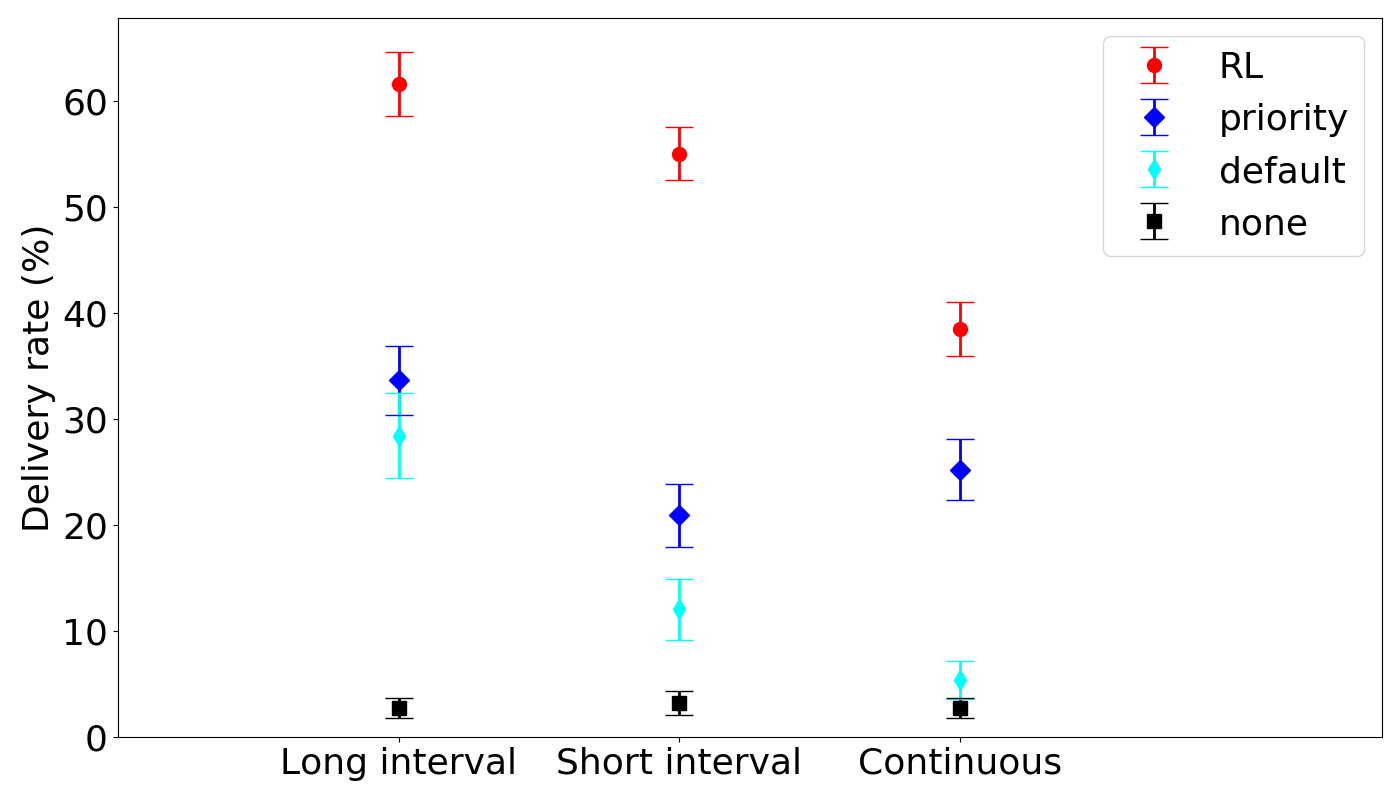 Delivery rate (%)
60
50
40
30
20
10
0
Long interval
Short interval
Continuous
RL
priority
default
none